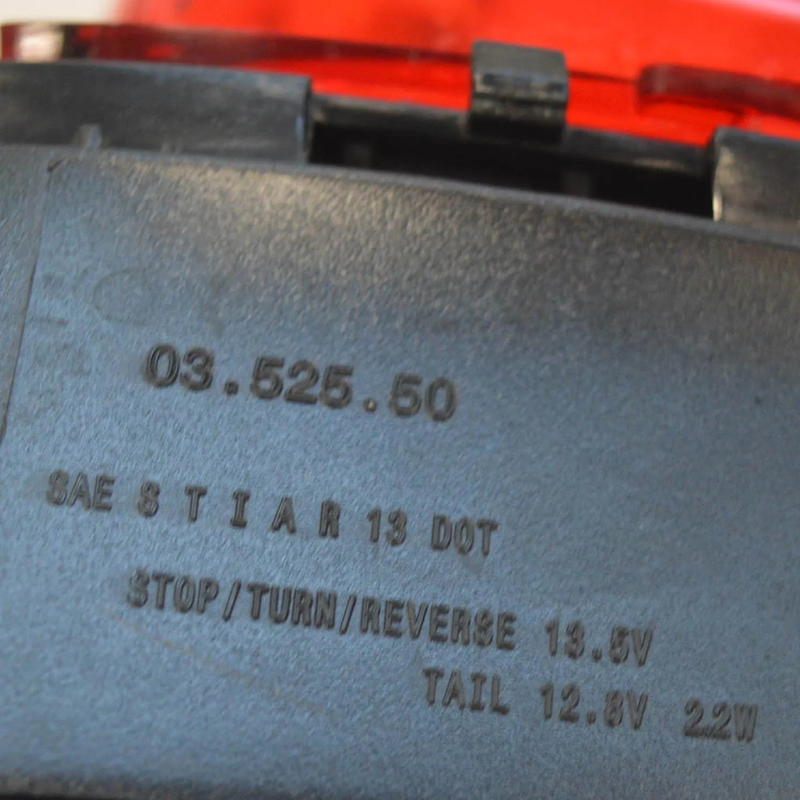 03.525.50
SAE S T I A R 13 DOT
STOP/TURN/REVERSE 13.5V
TAIL 12.8V 2.2W